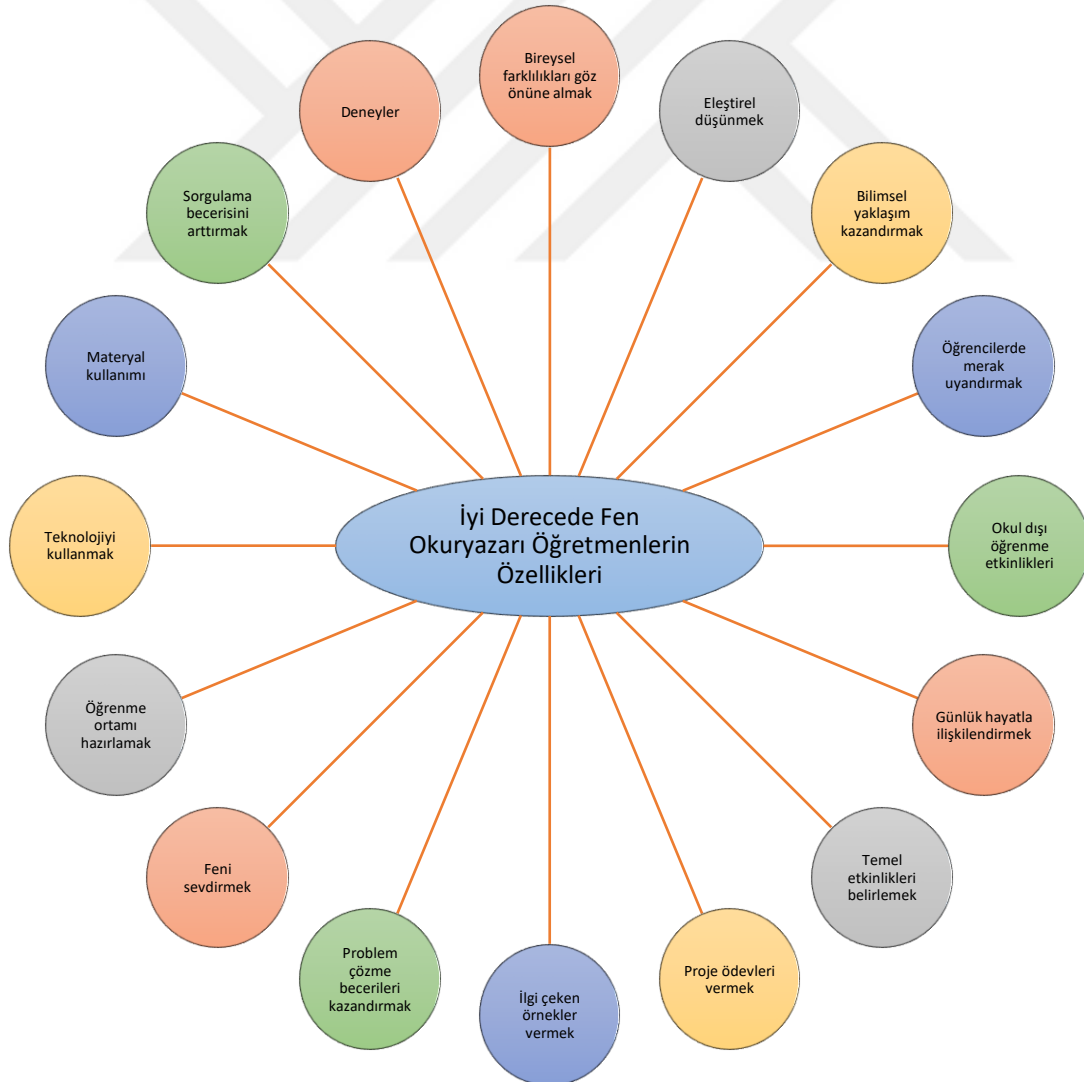 Bireysel
farklılıkları göz
önüne almak
Eleştirel
düşünmek
Bilimsel
yaklaşım
kazandırmak
Öğrencilerde
merak
uyandırmak
Okul dışı
öğrenme
etkinlikleri
Günlük hayatla
ilişkilendirmek
Temel
etkinlikleri
belirlemek
Proje ödevleri
vermek
İlgi çeken
örnekler
vermek
Problem
çözme
becerileri
kazandırmak
Feni
sevdirmek
Öğrenme
ortamı
hazırlamak
Teknolojiyi
kullanmak
Materyal
kullanımı
Sorgulama
becerisini
arttırmak
Deneyler
İyi Derecede Fen
Okuryazarı Öğretmenlerin
Özellikleri